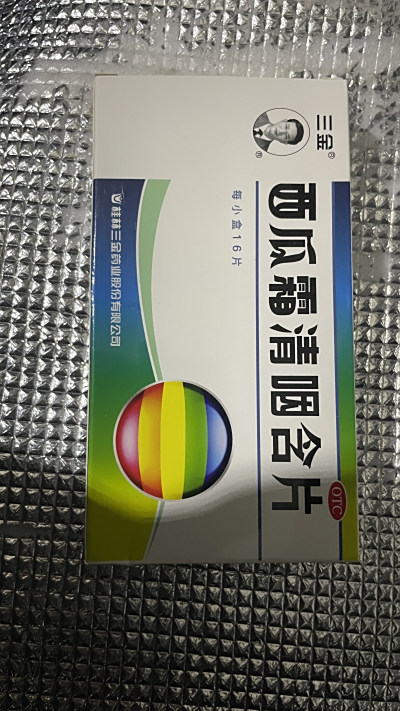 三金®
®
西瓜霜清咽含片
OTC
每小盒16片
桂林三金药业股份有限公司